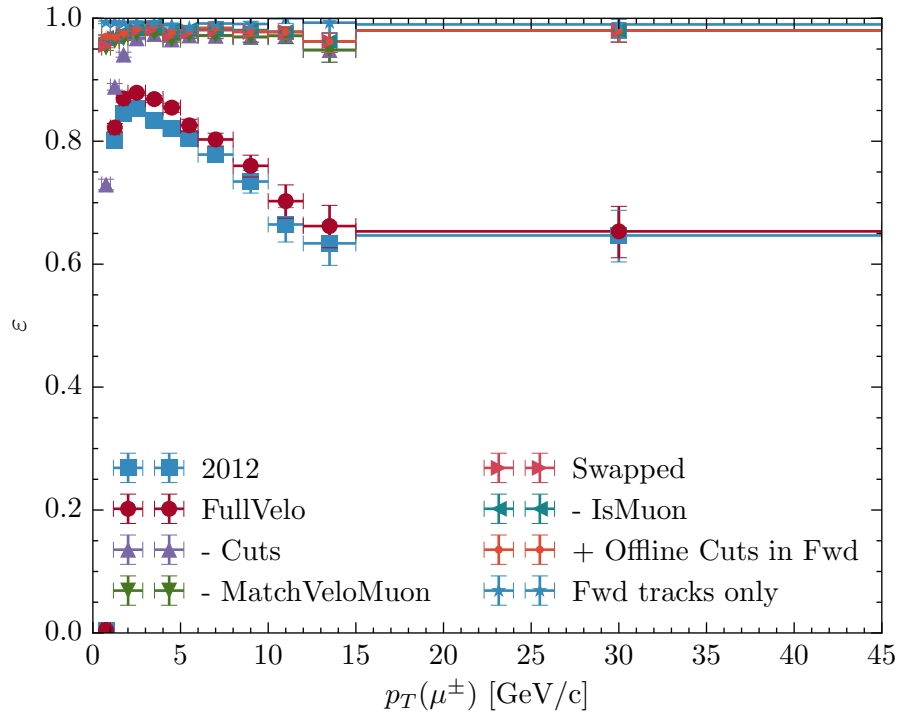 1.0
0.8
0.6
0.4
0.2
0.0
ε
2012
FullVelo
- Cuts
- MatchVeloMuon
Swapped
- IsMuon
+ Offline Cuts in Fwd
Fwd tracks only
0 5 10 15 20 25 30 35 40 45
p_T(μ^±) [GeV/c]